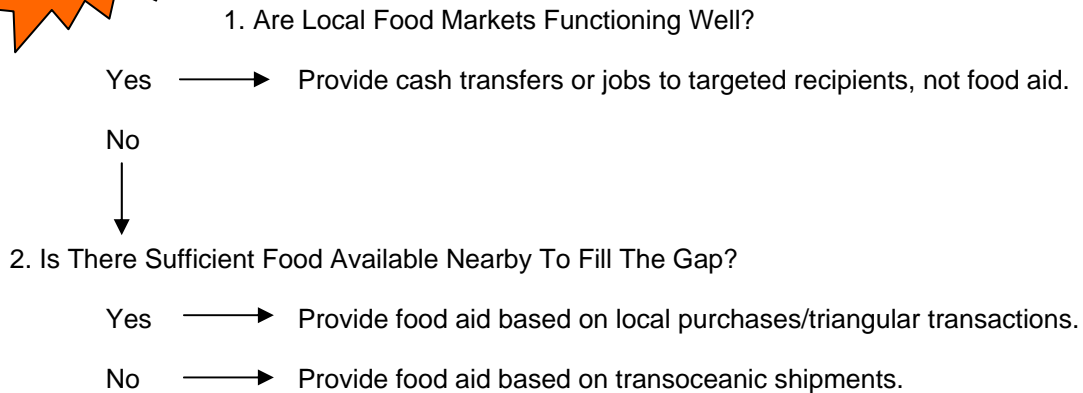 1. Are Local Food Markets Functioning Well?
Yes Provide cash transfers or jobs to targeted recipients, not food aid.
No
2. Is There Sufficient Food Available Nearby To Fill The Gap?
Yes Provide food aid based on local purchases/triangular transactions.
No Provide food aid based on transoceanic shipments.